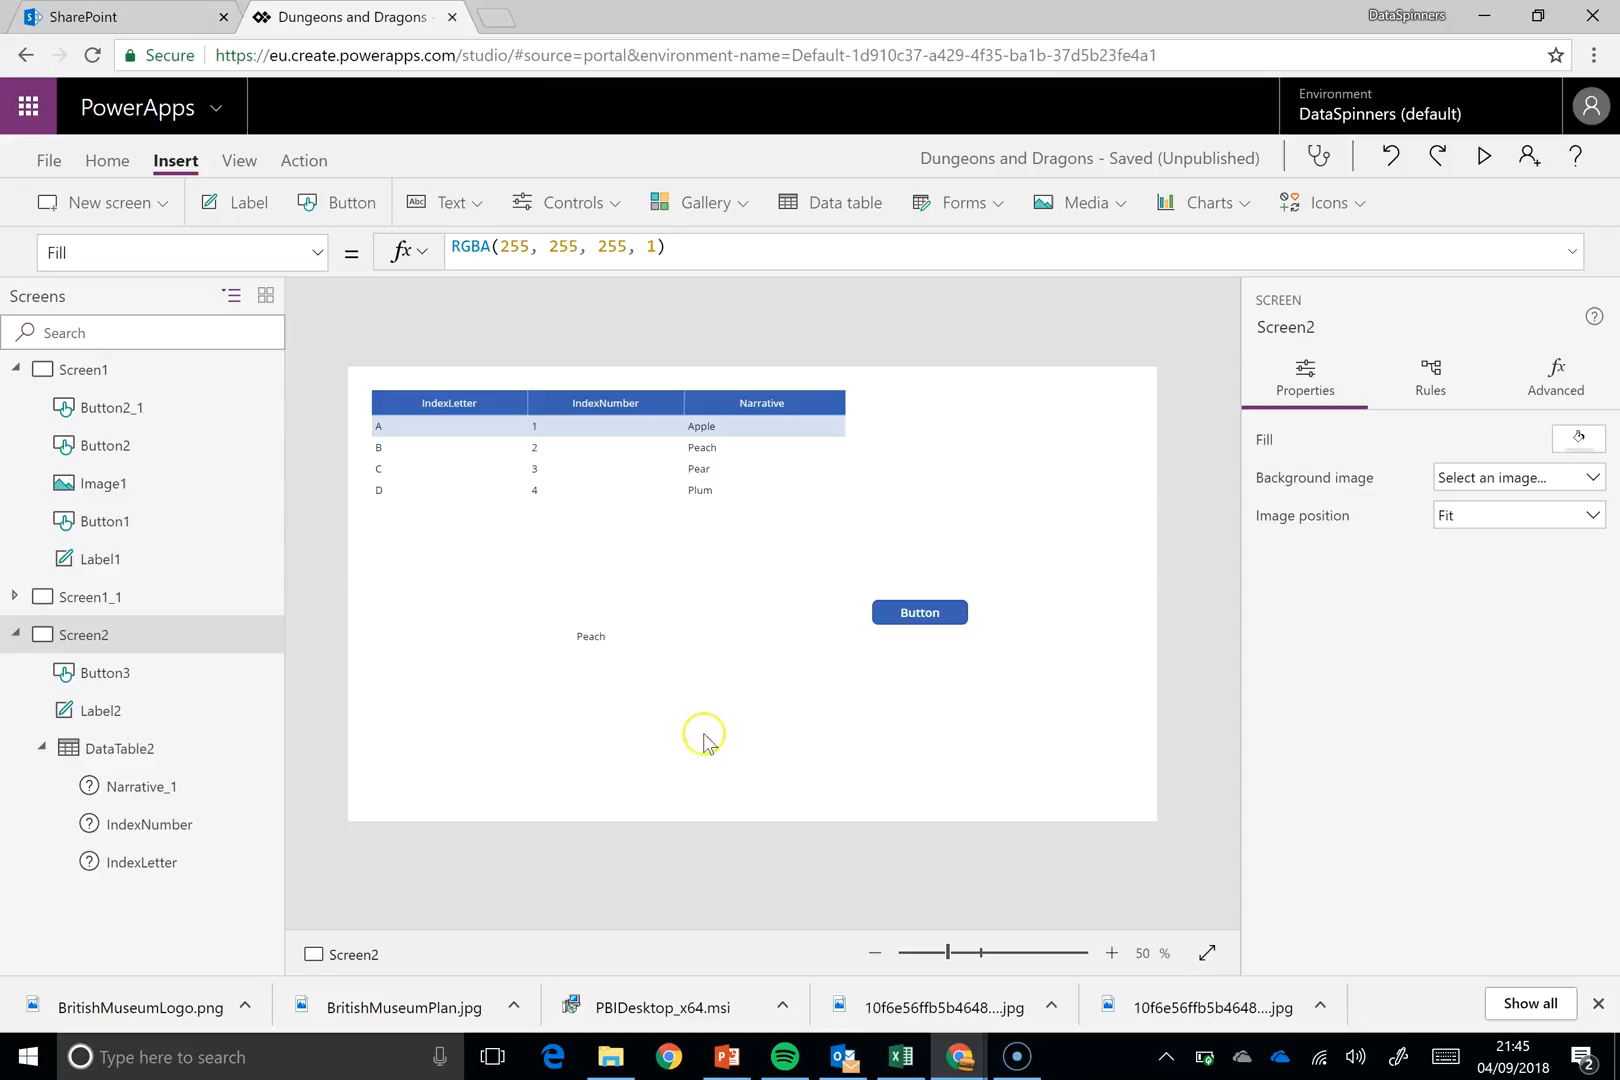 SharePoint
Dungeons and Dragons
DataSpinners
Secure
https://eu.create.powerapps.com/studio/#source=portal&environment-name=Default-1d910c37-a429-4f35-ba1b-37d5b23fe4a1
PowerApps
Environment
DataSpinners (default)
File Home Insert View Action
Dungeons and Dragons - Saved (Unpublished)
New screen Label Button Text Controls Gallery Data table Forms Media Charts Icons
Fill = fx RGBA(255, 255, 255, 1)
Screens
Search
Screen1
Button2_1
Button2
Image1
Button1
Label1
Screen1_1
Screen2
Button3
Label2
DataTable2
Narrative_1
IndexNumber
IndexLetter
IndexLetter IndexNumber Narrative
A 1 Apple
B 2 Peach
C 3 Pear
D 4 Plum
Button
Peach
Screen2
50 %
SCREEN
Screen2
Properties Rules Advanced
Fill
Background image Select an image...
Image position Fit
BritishMuseumLogo.png BritishMuseumPlan.jpg PBIDesktop_x64.msi 10f6e56ffb5b4648....jpg 10f6e56ffb5b4648....jpg Show all
Type here to search
21:45
04/09/2018
2